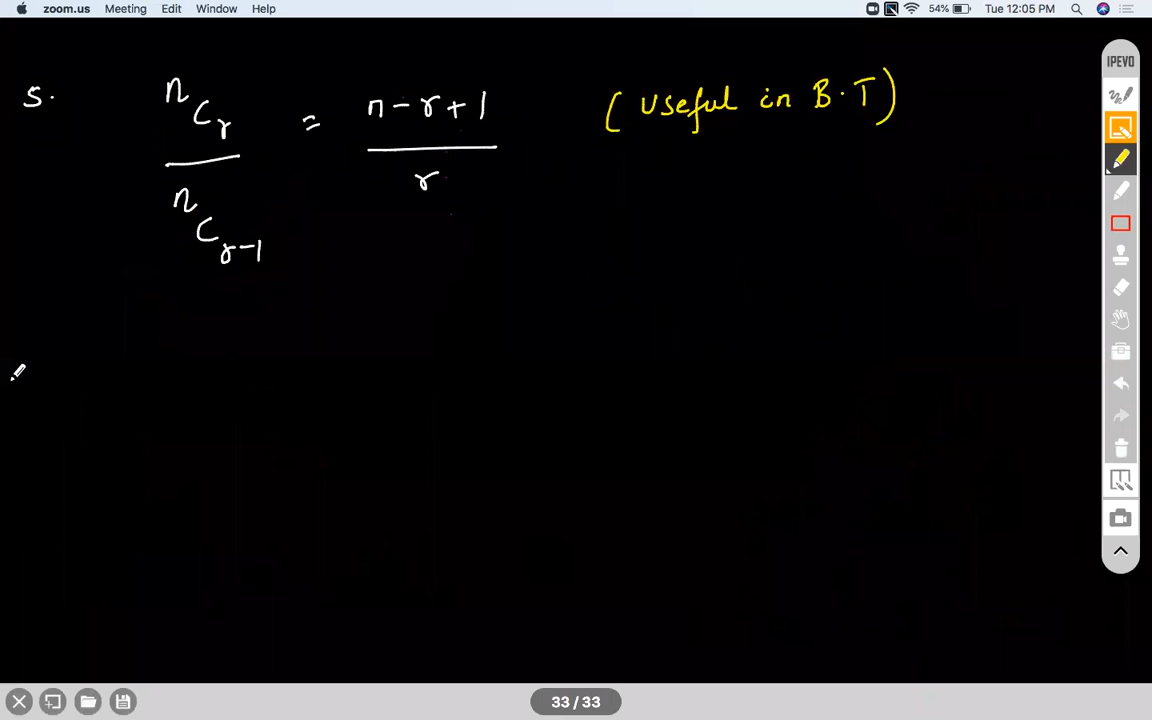 zoom.us Meeting Edit Window Help 54% Tue 12:05 PM
IPEVO
5. nCr / nCr-1 = n-r+1 / r (useful in B.T)
33 / 33